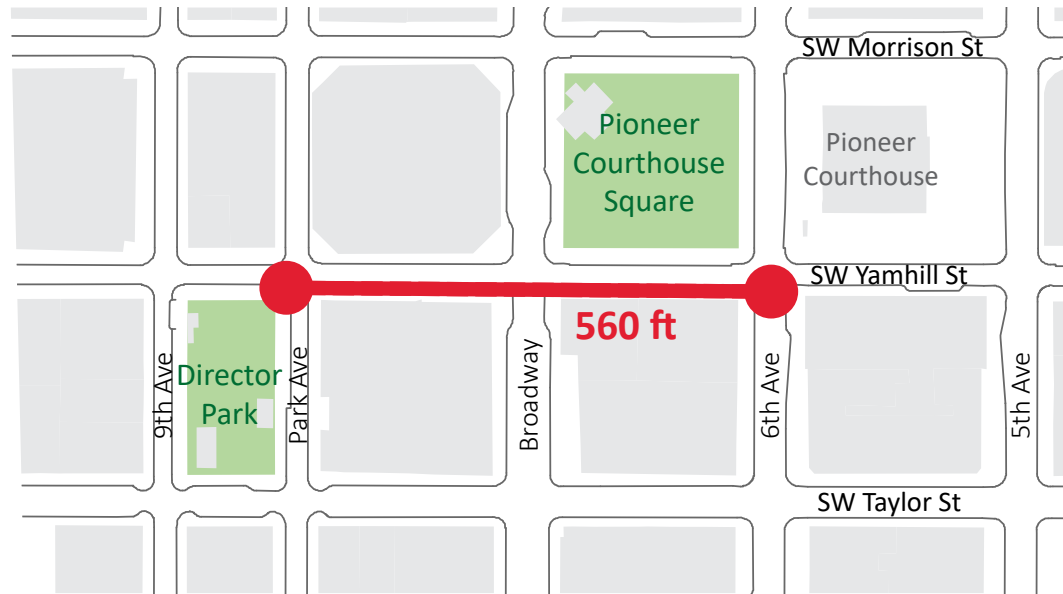 SW Morrison St
Pioneer
Courthouse
Square
Pioneer
Courthouse
SW Yamhill St
560 ft
9th Ave
Director
Park
Park Ave
Broadway
6th Ave
5th Ave
SW Taylor St